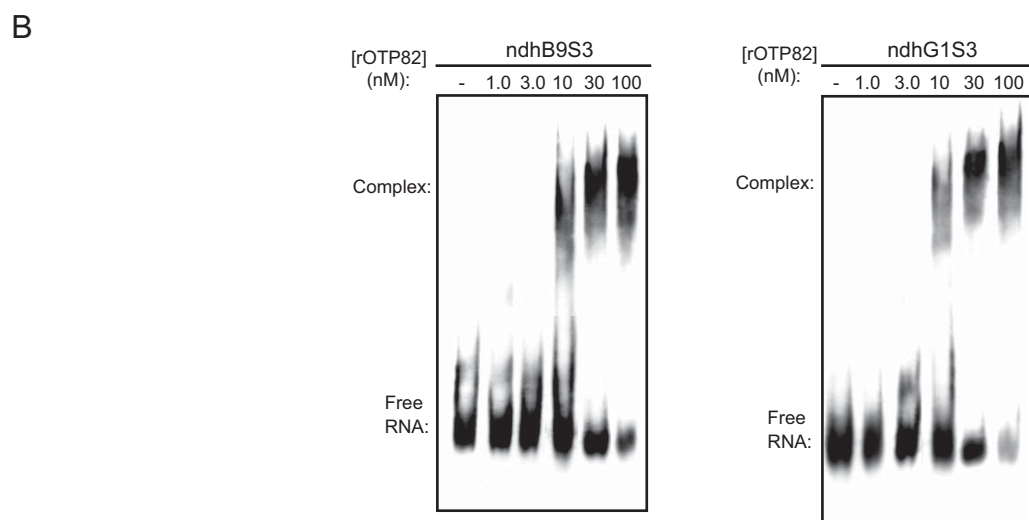 B
[rOTP82]
(nM):
ndhB9S3
- 1.0 3.0 10 30 100
Complex:
Free
RNA:
[rOTP82]
(nM):
ndhG1S3
- 1.0 3.0 10 30 100
Complex:
Free
RNA: